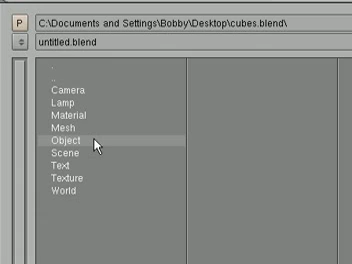 P C:\Documents and Settings\Bobby\Desktop\cubes.blend\
untitled.blend
.
..
Camera
Lamp
Material
Mesh
Object
Scene
Text
Texture
World